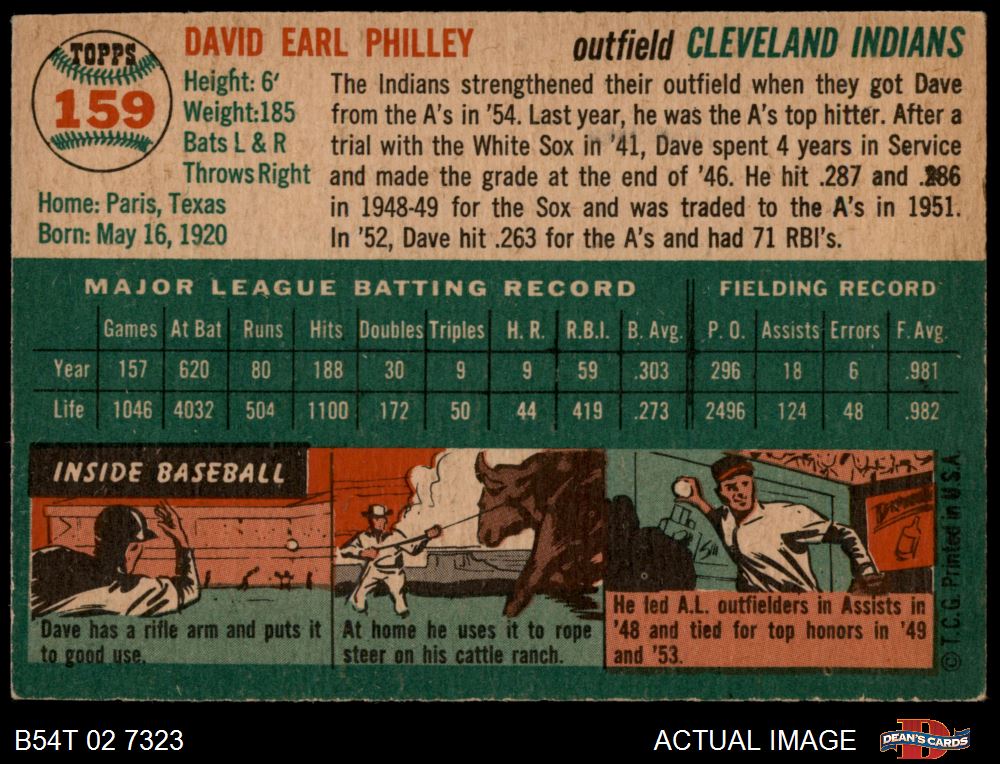 TOPPS
159
DAVID EARL PHILLEY outfield CLEVELAND INDIANS
Height: 6'
Weight:185
Bats L & R
Throws Right
Home: Paris, Texas
Born: May 16, 1920
The Indians strengthened their outfield when they got Dave
from the A's in '54. Last year, he was the A's top hitter. After a
trial with the White Sox in '41, Dave spent 4 years in Service
and made the grade at the end of '46. He hit .287 and .286
in 1948-49 for the Sox and was traded to the A's in 1951.
In '52, Dave hit .263 for the A's and had 71 RBI's.
MAJOR LEAGUE BATTING RECORD FIELDING RECORD
Games At Bat Runs Hits Doubles Triples H. R. R.B.I. B. Avg. P. O. Assists Errors F. Avg.
Year 157 620 80 188 30 9 9 59 .303 296 18 6 .981
Life 1046 4032 504 1100 172 50 44 419 .273 2496 124 48 .982
INSIDE BASEBALL
Dave has a rifle arm and puts it
to good use.
At home he uses it to rope
steer on his cattle ranch.
He led A.L. outfielders in Assists in
'48 and tied for top honors in '49
and '53.
© T.C.G. Printed in U.S.A.
B54T 02 7323
ACTUAL IMAGE
DEAN'S CARDS